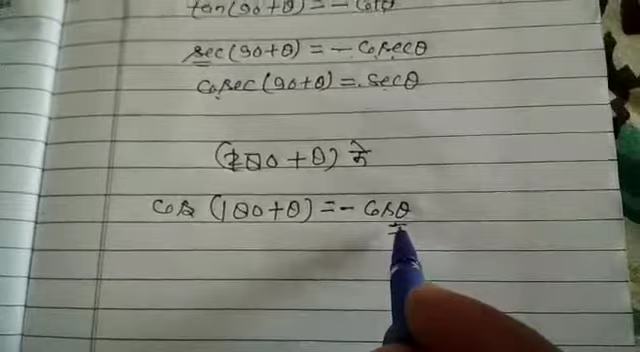 tan(90+θ) = - cotθ
sec(90+θ) = - cosecθ
cosec(90+θ) = secθ
(180+θ) में
cos (180+θ) = - cosθ